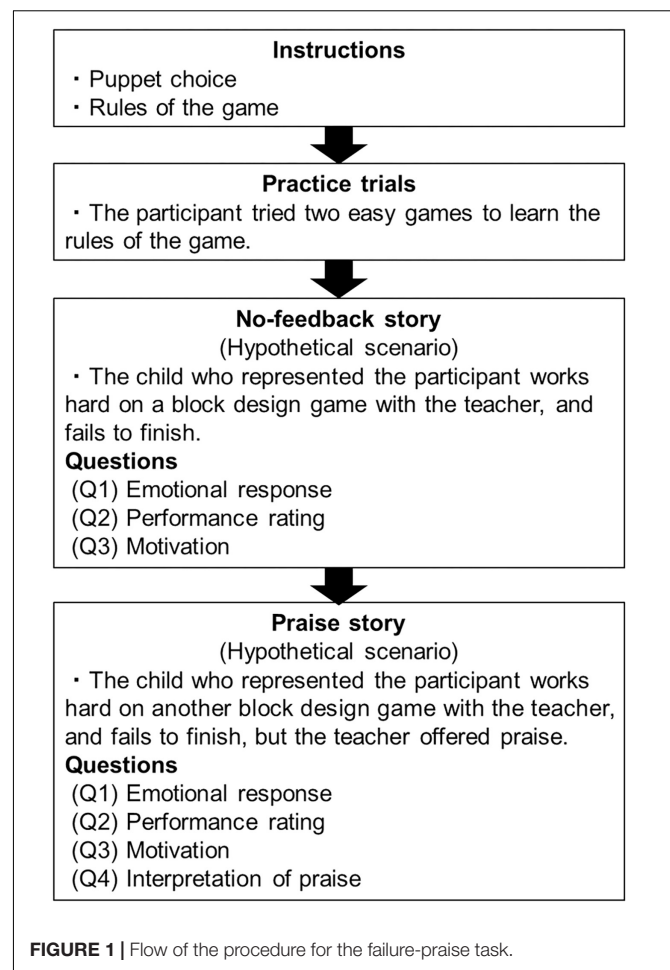 Instructions
・Puppet choice
・Rules of the game
Practice trials
・The participant tried two easy games to learn the
rules of the game.
No-feedback story
(Hypothetical scenario)
・The child who represented the participant works
hard on a block design game with the teacher, and
fails to finish.
Questions
(Q1) Emotional response
(Q2) Performance rating
(Q3) Motivation
Praise story
(Hypothetical scenario)
・The child who represented the participant works
hard on another block design game with the teacher,
and fails to finish, but the teacher offered praise.
Questions
(Q1) Emotional response
(Q2) Performance rating
(Q3) Motivation
(Q4) Interpretation of praise
FIGURE 1 | Flow of the procedure for the failure-praise task.